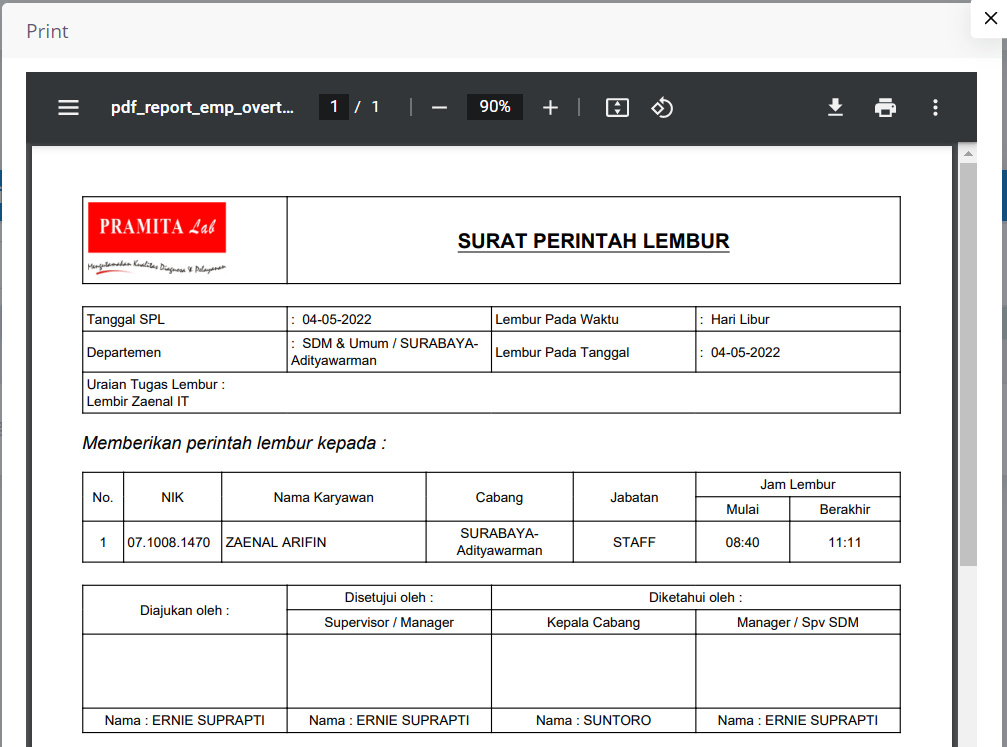 Print
pdf_report_emp_overt...
1 / 1
90%
PRAMITA Lab
Mengutamakan Kualitas Diagnosa & Pelayanan
SURAT PERINTAH LEMBUR
Tanggal SPL : 04-05-2022 Lembur Pada Waktu : Hari Libur
Departemen : SDM & Umum / SURABAYA-
Adityawarman Lembur Pada Tanggal : 04-05-2022
Uraian Tugas Lembur :
Lembir Zaenal IT
Memberikan perintah lembur kepada :
No. NIK Nama Karyawan Cabang Jabatan Jam Lembur
Mulai Berakhir
1 07.1008.1470 ZAENAL ARIFIN SURABAYA-
Adityawarman STAFF 08:40 11:11
Diajukan oleh : Disetujui oleh : Diketahui oleh :
Supervisor / Manager Kepala Cabang Manager / Spv SDM
Nama : ERNIE SUPRAPTI Nama : ERNIE SUPRAPTI Nama : SUNTORO Nama : ERNIE SUPRAPTI